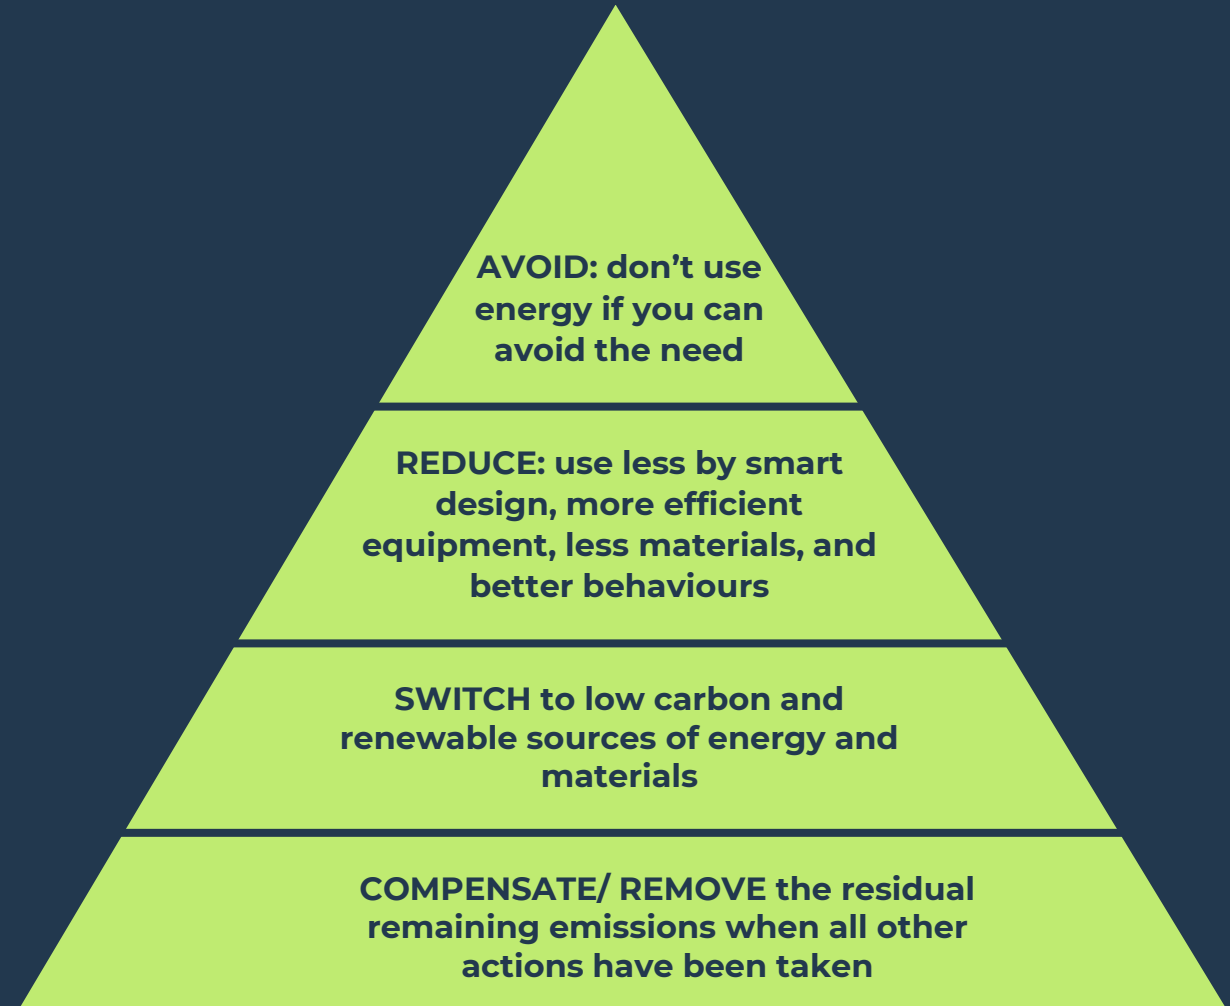 AVOID: don’t use
energy if you can
avoid the need
REDUCE: use less by smart
design, more efficient
equipment, less materials, and
better behaviours
SWITCH to low carbon and
renewable sources of energy and
materials
COMPENSATE/ REMOVE the residual
remaining emissions when all other
actions have been taken